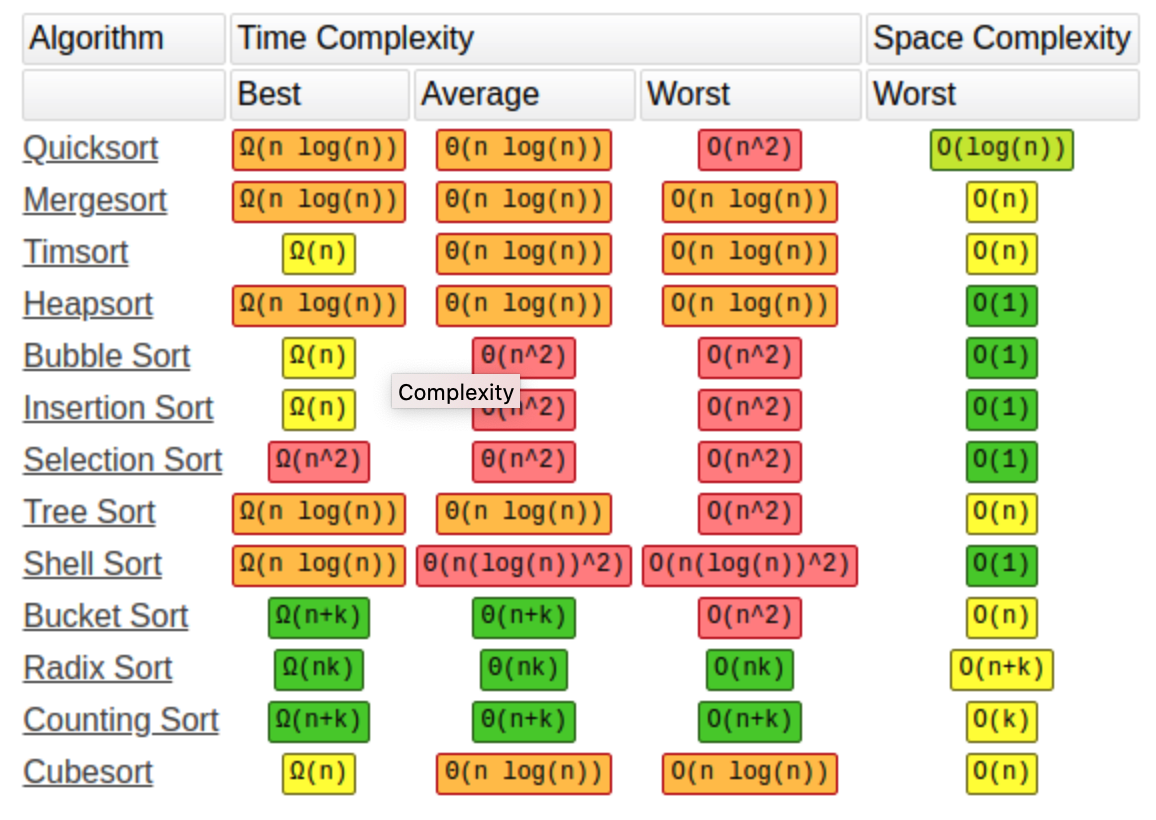 Algorithm Time Complexity Space Complexity
Best Average Worst Worst
Quicksort Ω(n log(n)) Θ(n log(n)) O(n^2) O(log(n))
Mergesort Ω(n log(n)) Θ(n log(n)) O(n log(n)) O(n)
Timsort Ω(n) Θ(n log(n)) O(n log(n)) O(n)
Heapsort Ω(n log(n)) Θ(n log(n)) O(n log(n)) O(1)
Bubble Sort Ω(n) Θ(n^2) O(n^2) O(1)
Complexity
Insertion Sort Ω(n) (n^2) O(n^2) O(1)
Selection Sort Ω(n^2) Θ(n^2) O(n^2) O(1)
Tree Sort Ω(n log(n)) Θ(n log(n)) O(n^2) O(n)
Shell Sort Ω(n log(n)) Θ(n(log(n))^2) O(n(log(n))^2) O(1)
Bucket Sort Ω(n+k) Θ(n+k) O(n^2) O(n)
Radix Sort Ω(nk) Θ(nk) O(nk) O(n+k)
Counting Sort Ω(n+k) Θ(n+k) O(n+k) O(k)
Cubesort Ω(n) Θ(n log(n)) O(n log(n)) O(n)